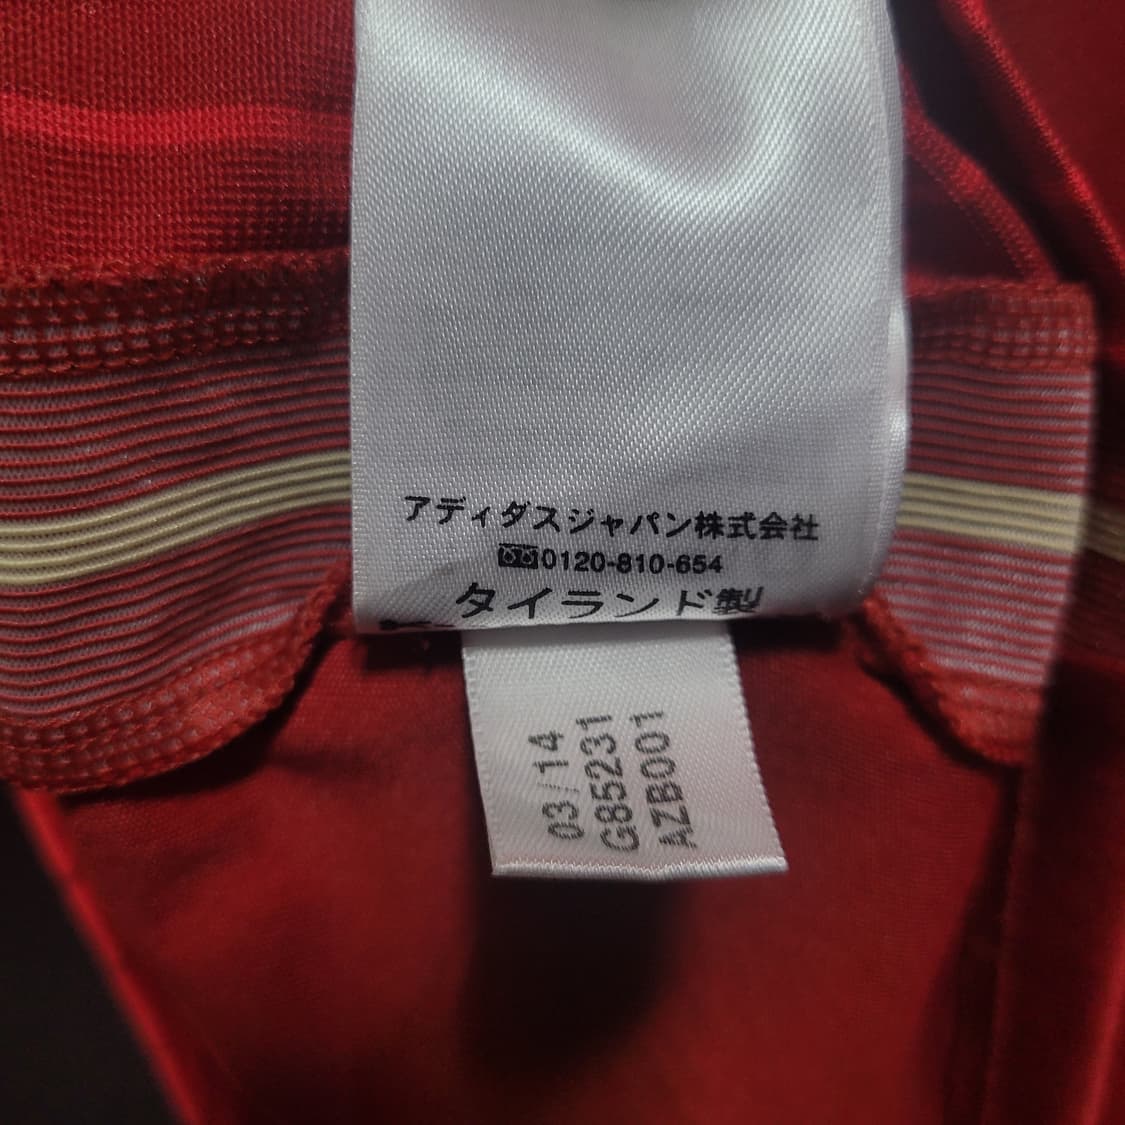 アディダスジャパン株式会社
0120-810-654
タイランド製
03/14
G85231
AZB001